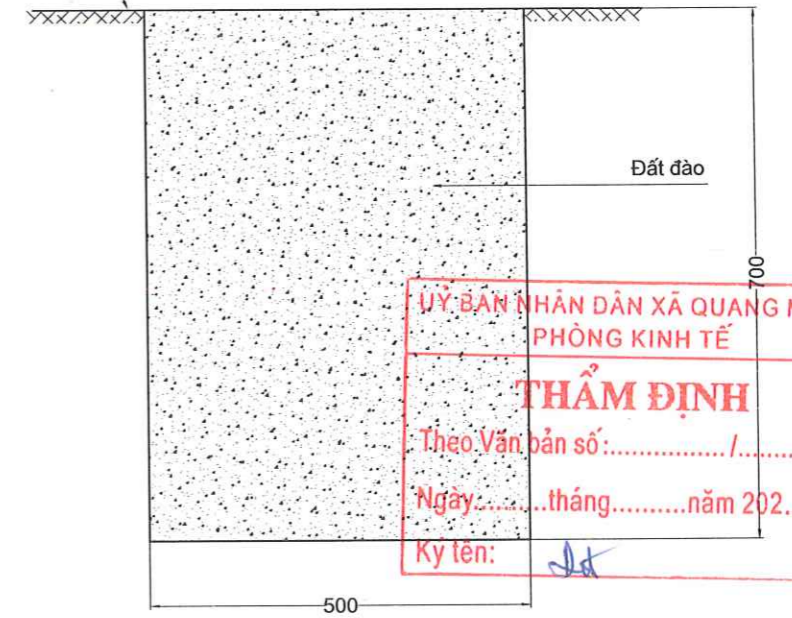 Đất đào
700
UỶ BAN NHÂN DÂN XÃ QUANG
PHÒNG KINH TẾ
THẨM ĐỊNH
Theo Văn bản số:.............../.........
Ngày..........tháng..........năm 202.
Ký tên:
500